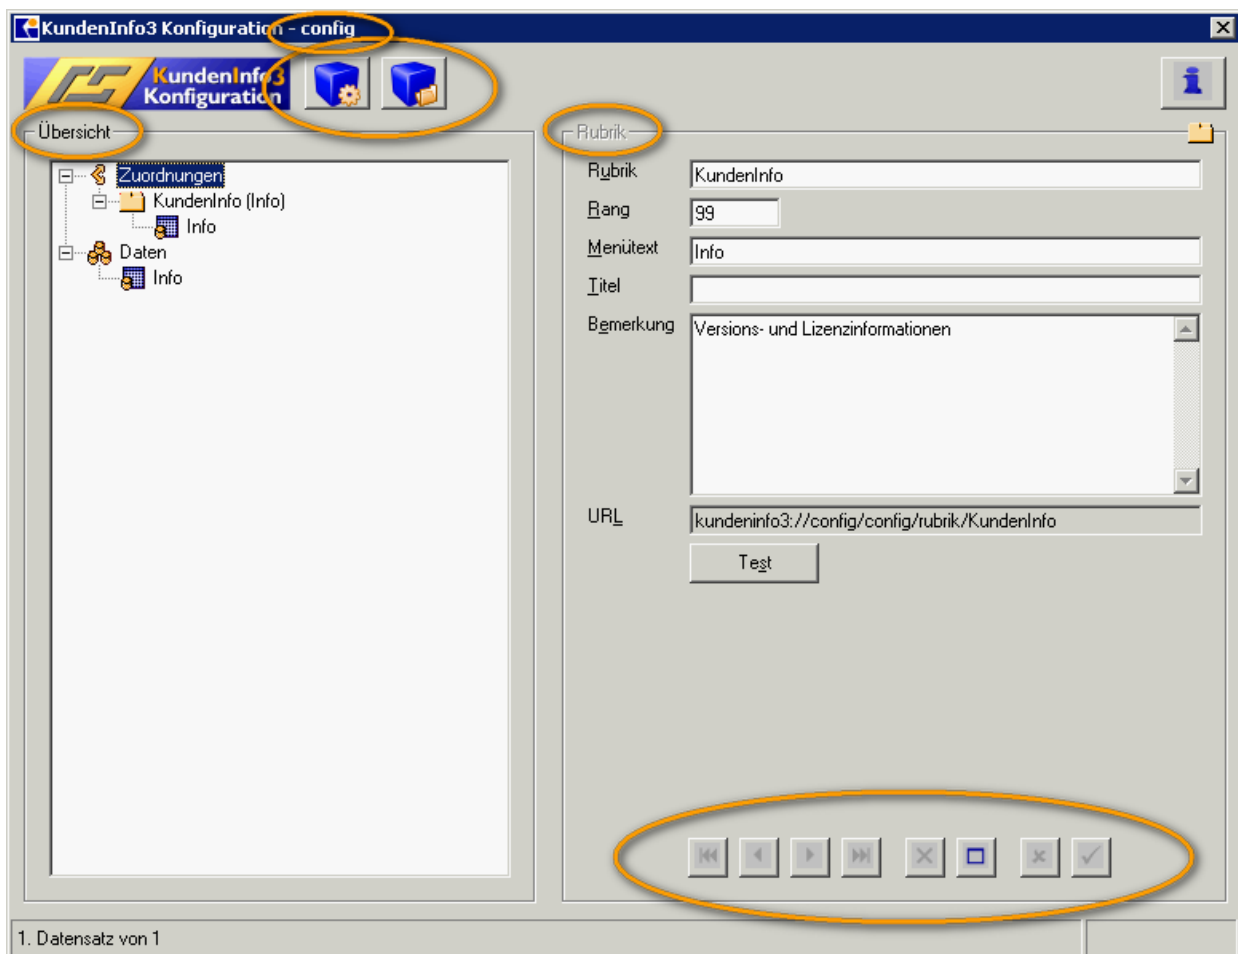 KundenInfo3 Konfiguration - config
KundenInfo3
Konfiguration
Übersicht
Zuordnungen
KundenInfo (Info)
Info
Daten
Info
Rubrik
Rubrik KundenInfo
Rang 99
Menütext Info
Titel
Bemerkung Versions- und Lizenzinformationen
URL kundeninfo3://config/config/rubrik/KundenInfo
Test
1. Datensatz von 1